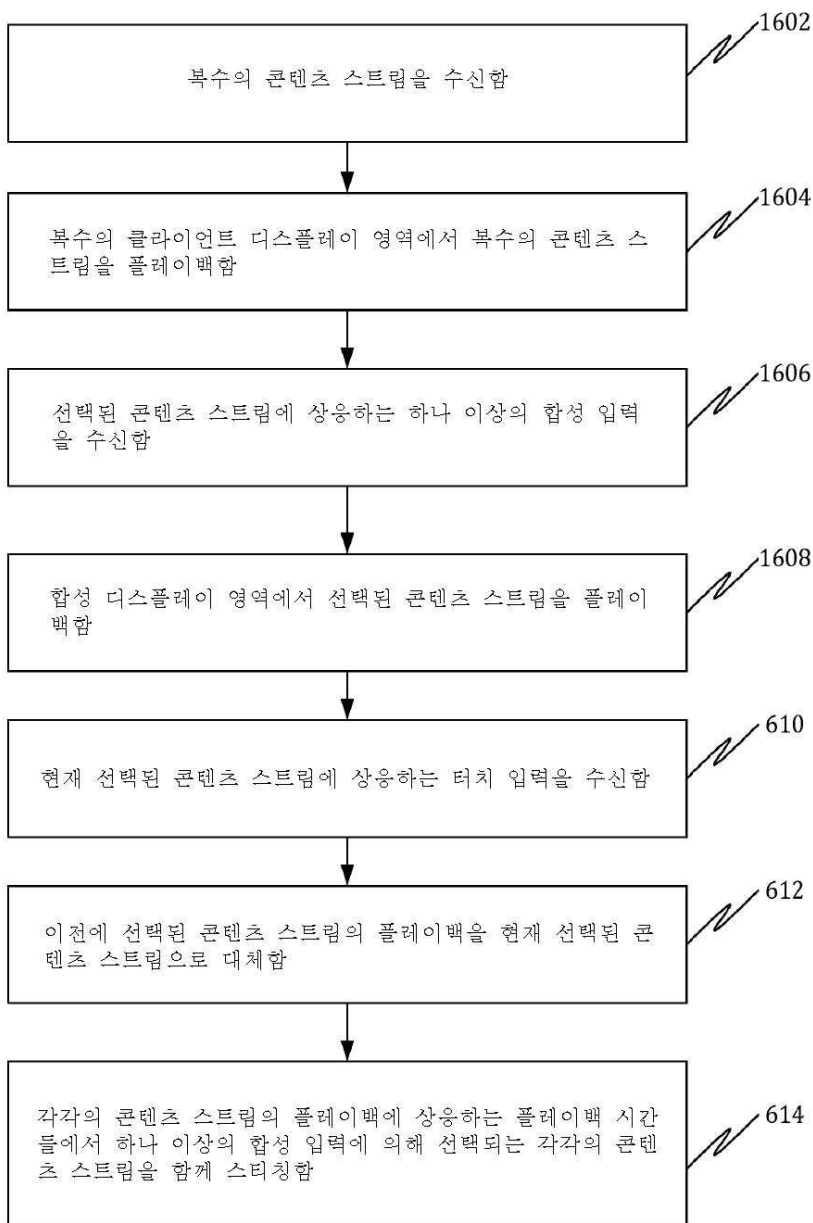 1602
복수의 콘텐츠 스트림을 수신함
1604
복수의 클라이언트 디스플레이 영역에서 복수의 콘텐츠 스
트림을 플레이백함
1606
선택된 콘텐츠 스트림에 상응하는 하나 이상의 합성 입력
을 수신함
1608
합성 디스플레이 영역에서 선택된 콘텐츠 스트림을 플레이
백함
610
현재 선택된 콘텐츠 스트림에 상응하는 터치 입력을 수신함
612
이전에 선택된 콘텐츠 스트림의 플레이백을 현재 선택된 콘
텐츠 스트림으로 대체함
614
각각의 콘텐츠 스트림의 플레이백에 상응하는 플레이백 시간
들에서 하나 이상의 합성 입력에 의해 선택되는 각각의 콘텐
츠 스트림을 함께 스티칭함